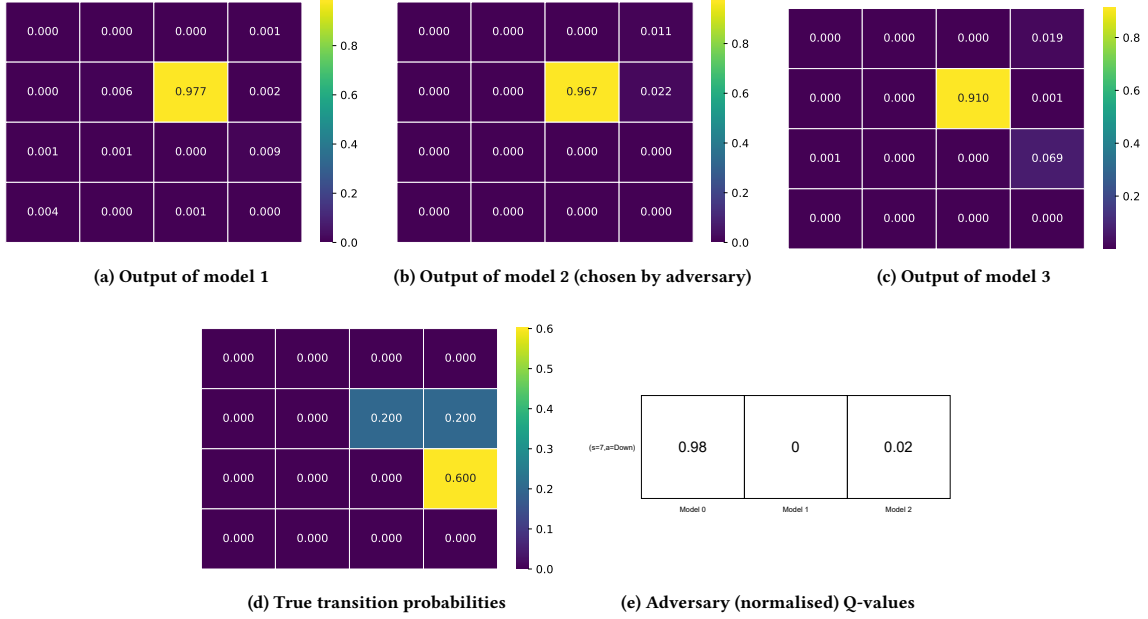 0.000 0.000 0.000 0.001
0.000 0.006 0.977 0.002
0.001 0.001 0.000 0.009
0.004 0.000 0.001 0.000
0.8
0.6
0.4
0.2
0.0
(a) Output of model 1
0.000 0.000 0.000 0.011
0.000 0.000 0.967 0.022
0.000 0.000 0.000 0.000
0.000 0.000 0.000 0.000
0.8
0.6
0.4
0.2
0.0
(b) Output of model 2 (chosen by adversary)
0.000 0.000 0.000 0.019
0.000 0.000 0.910 0.001
0.001 0.000 0.000 0.069
0.000 0.000 0.000 0.000
0.8
0.6
0.4
0.2
(c) Output of model 3
0.000 0.000 0.000 0.000
0.000 0.000 0.200 0.200
0.000 0.000 0.000 0.600
0.000 0.000 0.000 0.000
0.6
0.5
0.4
0.3
0.2
0.1
0.0
(d) True transition probabilities
(s=7,a=Down) 0.98 0 0.02
Model 0 Model 1 Model 2
(e) Adversary (normalised) Q-values